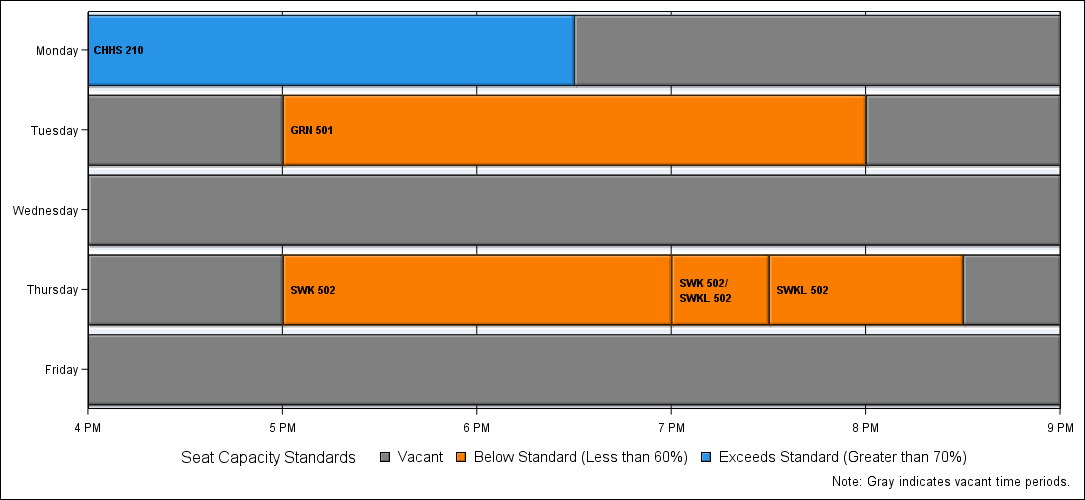 Monday
CHHS 210
Tuesday
GRN 501
Wednesday
Thursday
SWK 502
SWK 502/
SWKL 502
SWKL 502
Friday
4 PM 5 PM 6 PM 7 PM 8 PM 9 PM
Seat Capacity Standards Vacant Below Standard (Less than 60%) Exceeds Standard (Greater than 70%)
Note: Gray indicates vacant time periods.